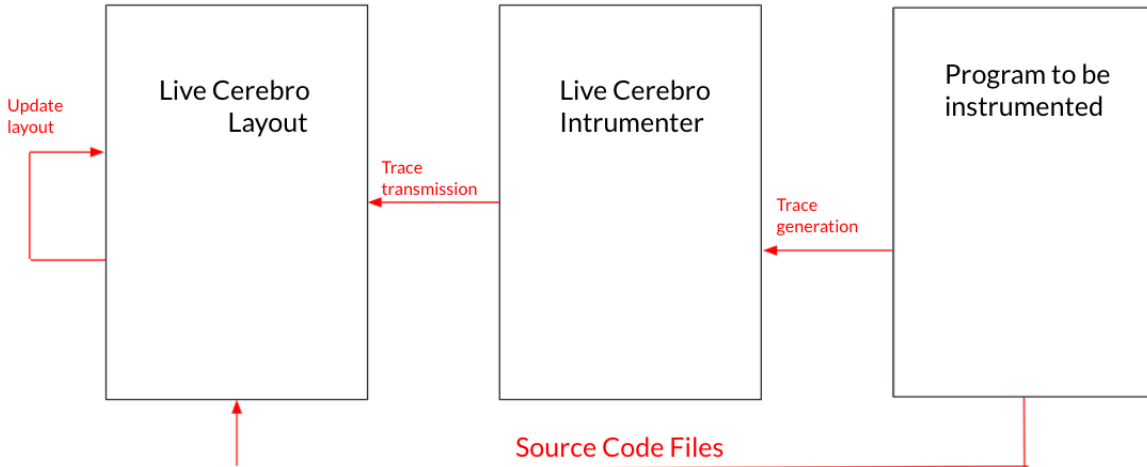 Live Cerebro
Layout
Live Cerebro
Intrumenter
Program to be
instrumented
Update
layout
Trace
transmission
Trace
generation
Source Code Files